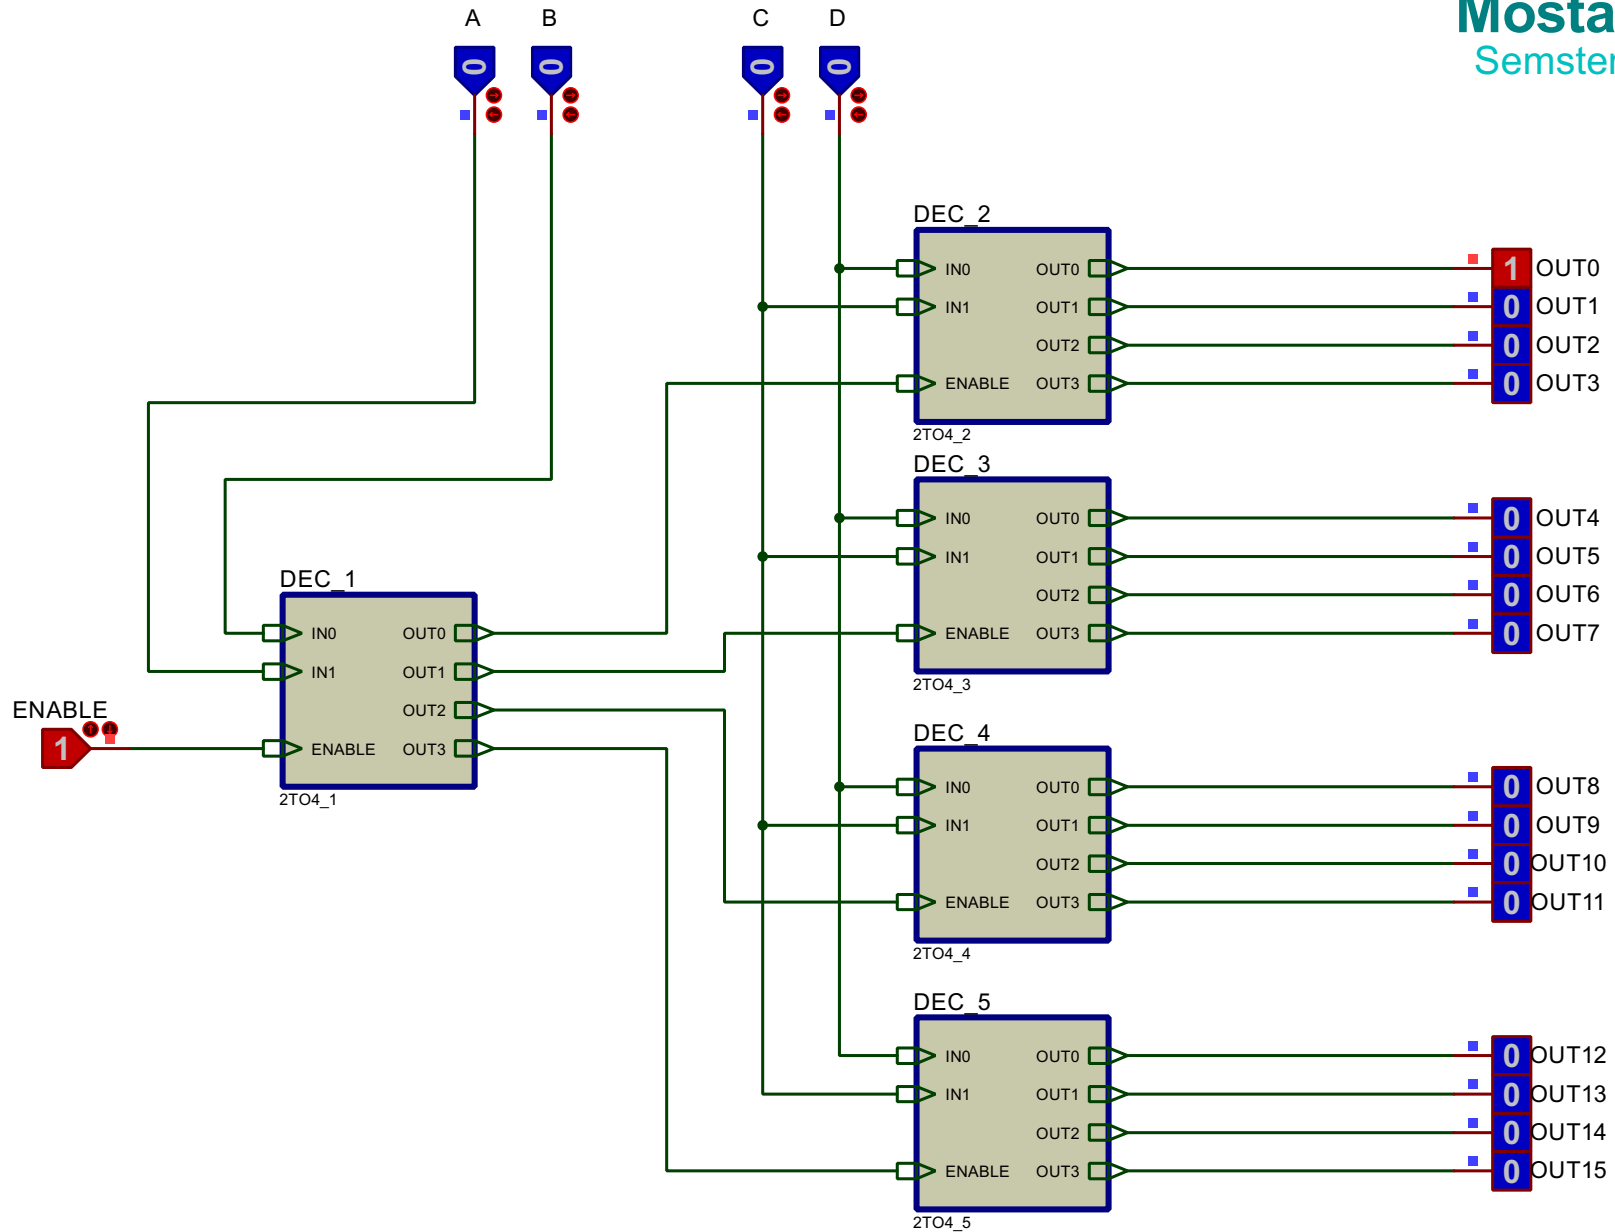 Mosta
Semster
A B C D
0 0 0 0
DEC_2
IN0 OUT0
IN1 OUT1
OUT2
ENABLE OUT3
2TO4_2
1 OUT0
0 OUT1
0 OUT2
0 OUT3
DEC_3
IN0 OUT0
IN1 OUT1
OUT2
ENABLE OUT3
2TO4_3
0 OUT4
0 OUT5
0 OUT6
0 OUT7
DEC_1
IN0 OUT0
IN1 OUT1
OUT2
ENABLE OUT3
2TO4_1
ENABLE
1
DEC_4
IN0 OUT0
IN1 OUT1
OUT2
ENABLE OUT3
2TO4_4
0 OUT8
0 OUT9
0 OUT10
0 OUT11
DEC_5
IN0 OUT0
IN1 OUT1
OUT2
ENABLE OUT3
2TO4_5
0 OUT12
0 OUT13
0 OUT14
0 OUT15